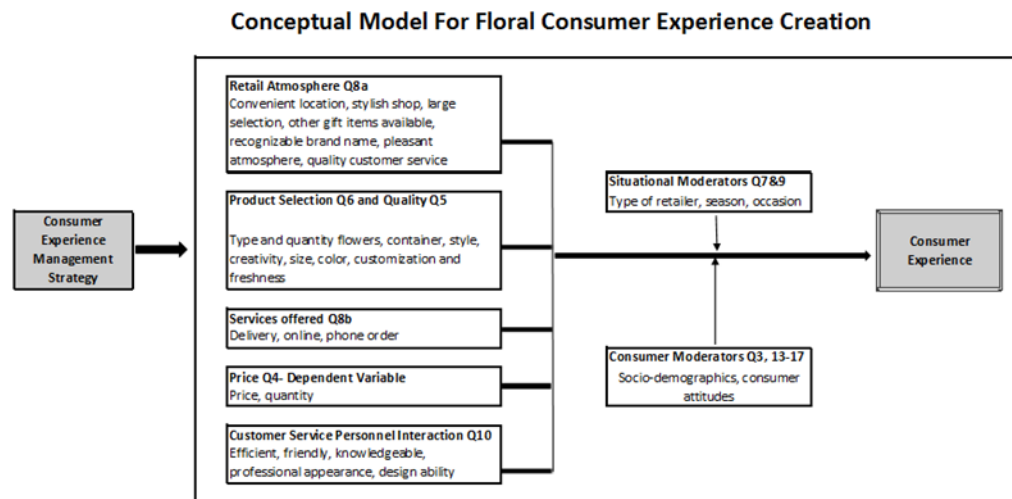 Conceptual Model For Floral Consumer Experience Creation
Retail Atmosphere Q8a
Convenient location, stylish shop, large
selection, other gift items available,
recognizable brand name, pleasant
atmosphere, quality customer service
Product Selection Q6 and Quality Q5
Type and quantity flowers, container, style,
creativity, size, color, customization and
freshness
Services offered Q8b
Delivery, online, phone order
Price Q4- Dependent Variable
Price, quantity
Customer Service Personnel Interaction Q10
Efficient, friendly, knowledgeable,
professional appearance, design ability
Consumer
Experience
Management
Strategy
Situational Moderators Q7&9
Type of retailer, season, occasion
Consumer Moderators Q3, 13-17
Socio-demographics, consumer
attitudes
Consumer
Experience